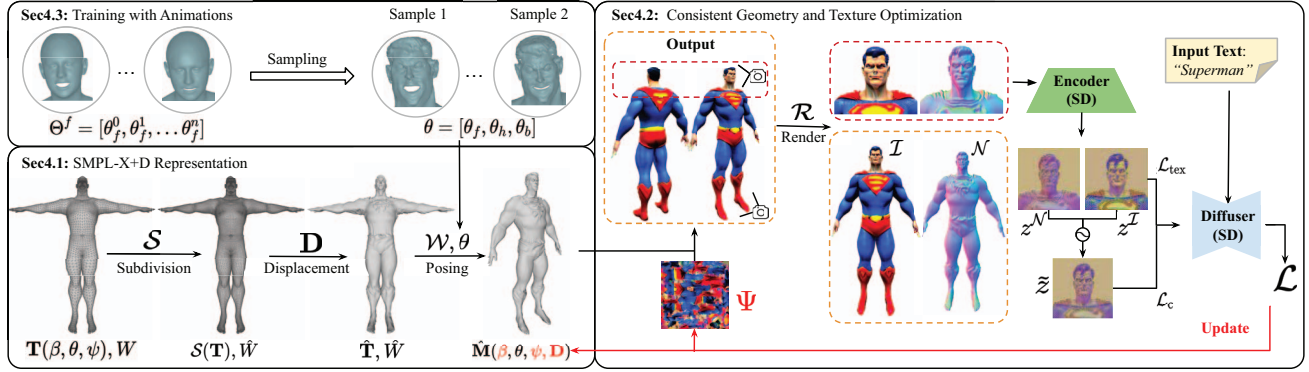 Sec4.3: Training with Animations
Sample 1
Sample 2
Sampling
...
...
Θ^f = [θ_f^0, θ_f^1, ... θ_f^n]
θ = [θ_f, θ_h, θ_b]
Sec4.1: SMPL-X+D Representation
S
Subdivision
D
Displacement
W, θ
Posing
T(β, θ, ψ), W
S(T), Ŵ
T̂, Ŵ
M̂(β, θ, ψ, D)
Sec4.2: Consistent Geometry and Texture Optimization
Output
R
Render
I
N
Ψ
Encoder
(SD)
Input Text:
"Superman"
z^N
z^I
L_tex
z̃
L_c
Diffuser
(SD)
L
Update